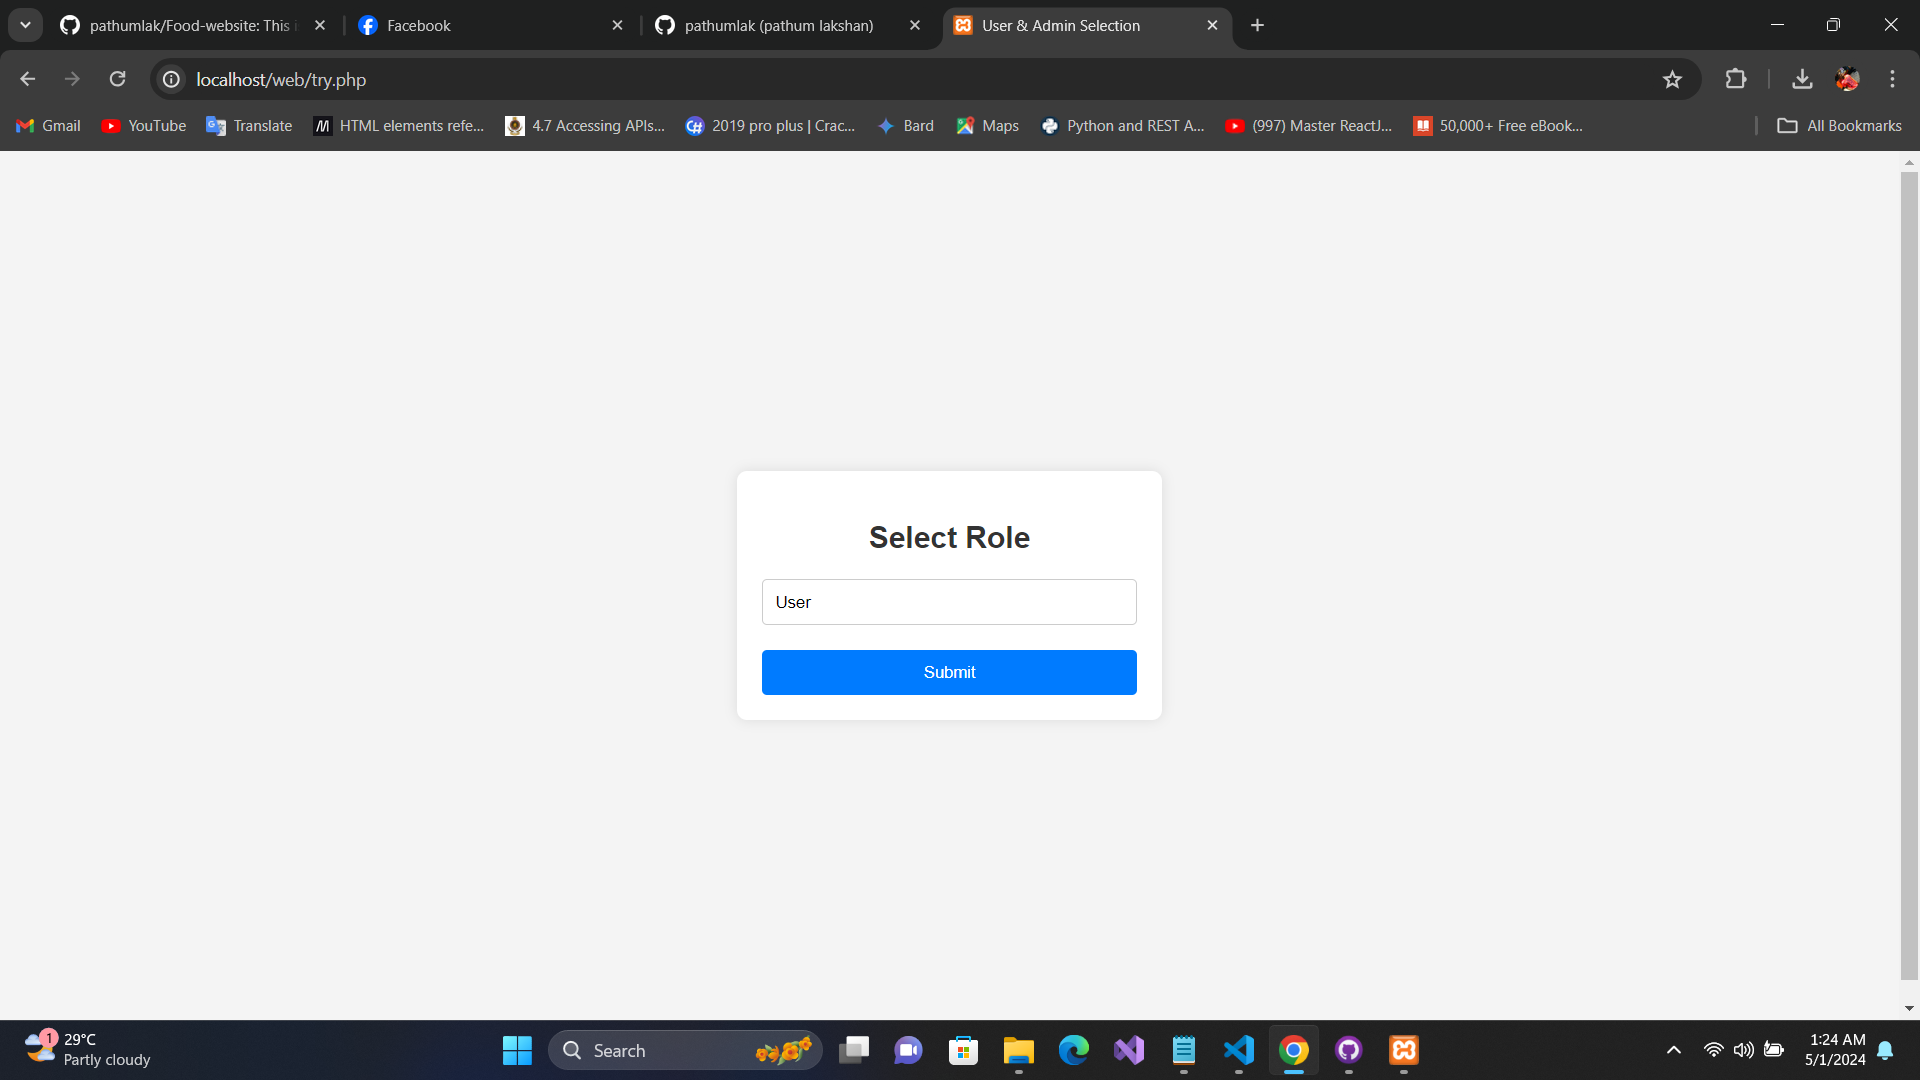 pathumlak/Food-website: This i
Facebook
pathumlak (pathum lakshan)
User & Admin Selection
localhost/web/try.php
Gmail
YouTube
Translate
HTML elements refe...
4.7 Accessing APIs...
2019 pro plus | Crac...
Bard
Maps
Python and REST A...
(997) Master ReactJ...
50,000+ Free eBook...
All Bookmarks
Select Role
User
Submit
1
29°C
Partly cloudy
Search
1:24 AM
5/1/2024